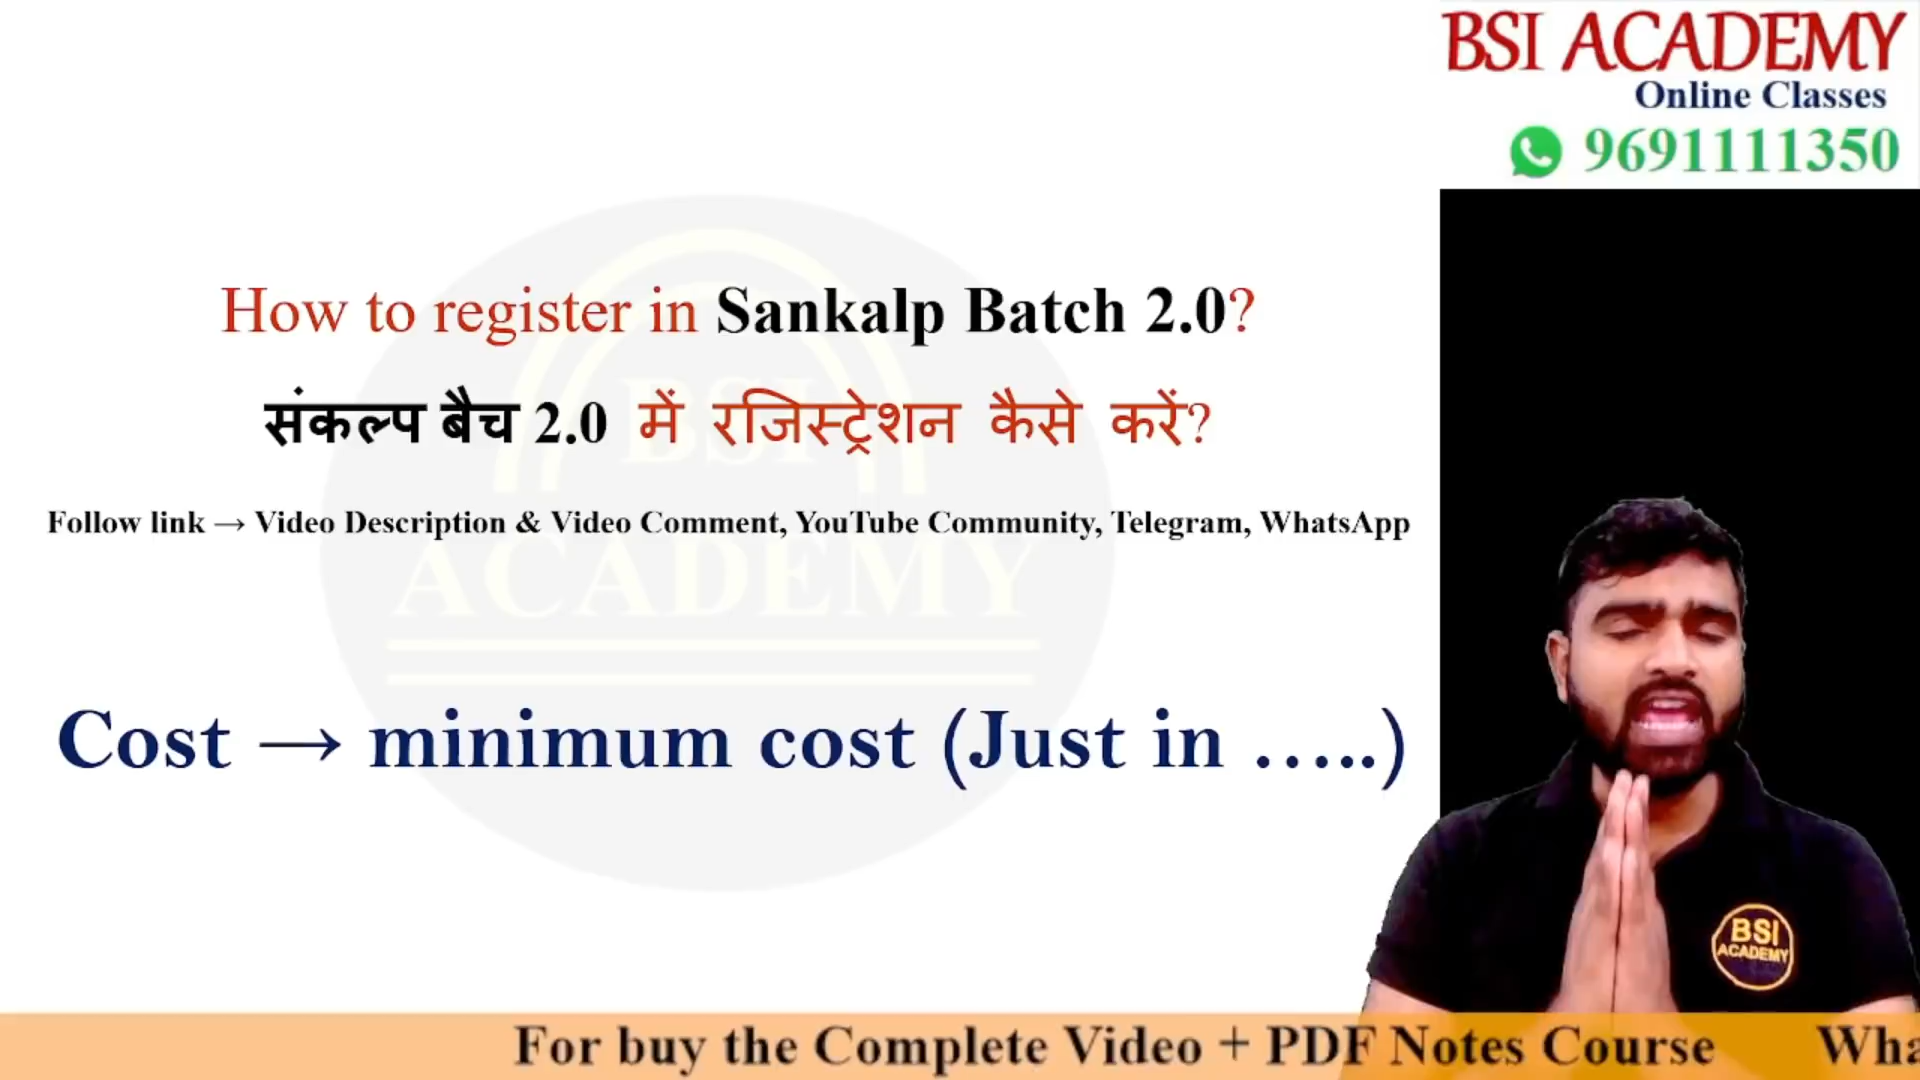 BSI ACADEMY
Online Classes
9691111350
How to register in Sankalp Batch 2.0?
संकल्प बैच 2.0 में रजिस्ट्रेशन कैसे करें?
Follow link → Video Description & Video Comment, YouTube Community, Telegram, WhatsApp
BSI
ACADEMY
Cost → minimum cost (Just in …..)
BSI
ACADEMY
For buy the Complete Video + PDF Notes Course